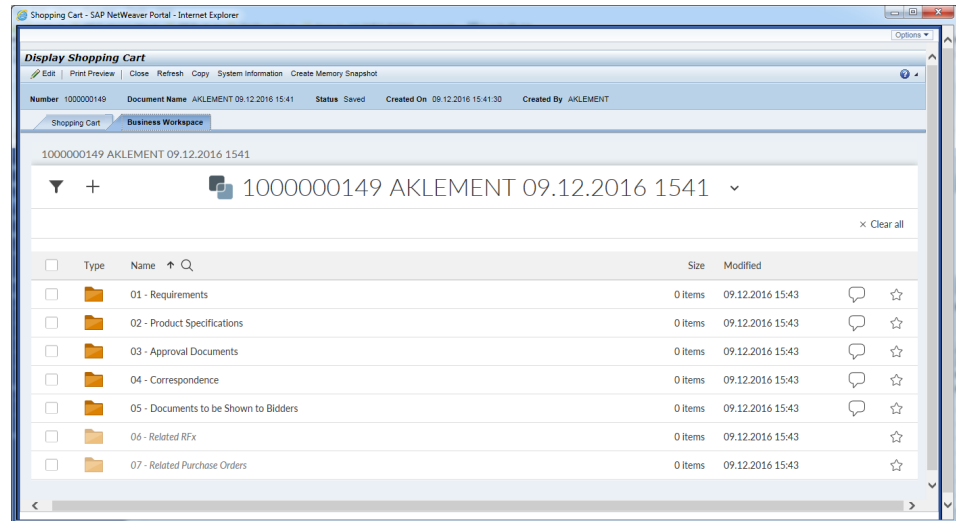 Shopping Cart - SAP NetWeaver Portal - Internet Explorer
Options
Display Shopping Cart
Edit | Print Preview | Close Refresh Copy System Information Create Memory Snapshot
Number 1000000149 Document Name AKLEMENT 09.12.2016 15:41 Status Saved Created On 09.12.2016 15:41:30 Created By AKLEMENT
Shopping Cart Business Workspace
1000000149 AKLEMENT 09.12.2016 1541
1000000149 AKLEMENT 09.12.2016 1541
× Clear all
Type Name Size Modified
01 - Requirements 0 items 09.12.2016 15:43
02 - Product Specifications 0 items 09.12.2016 15:43
03 - Approval Documents 0 items 09.12.2016 15:43
04 - Correspondence 0 items 09.12.2016 15:43
05 - Documents to be Shown to Bidders 0 items 09.12.2016 15:43
06 - Related RFx 0 items 09.12.2016 15:43
07 - Related Purchase Orders 0 items 09.12.2016 15:43